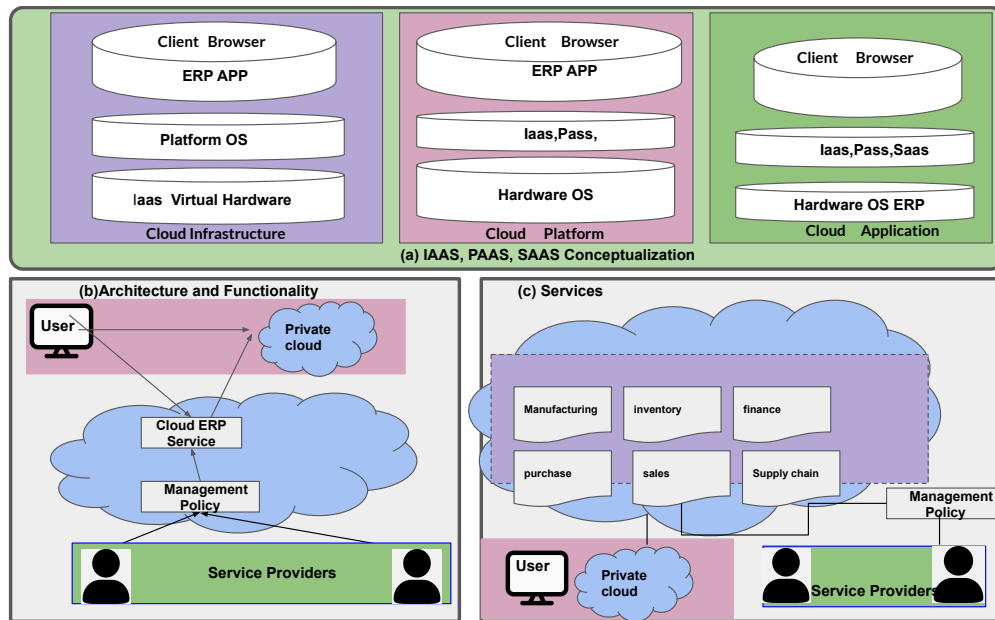 Client Browser
ERP APP
Platform OS
Iaas Virtual Hardware
Cloud Infrastructure
Client Browser
ERP APP
Iaas,Pass,
Hardware OS
Cloud Platform
Client Browser
Iaas,Pass,Saas
Hardware OS ERP
Cloud Application
(a) IAAS, PAAS, SAAS Conceptualization
(b)Architecture and Functionality
User
Private
cloud
Cloud ERP
Service
Management
Policy
Service Providers
(c) Services
Manufacturing
inventory
finance
purchase
sales
Supply chain
Management
Policy
User
Private
cloud
Service Providers